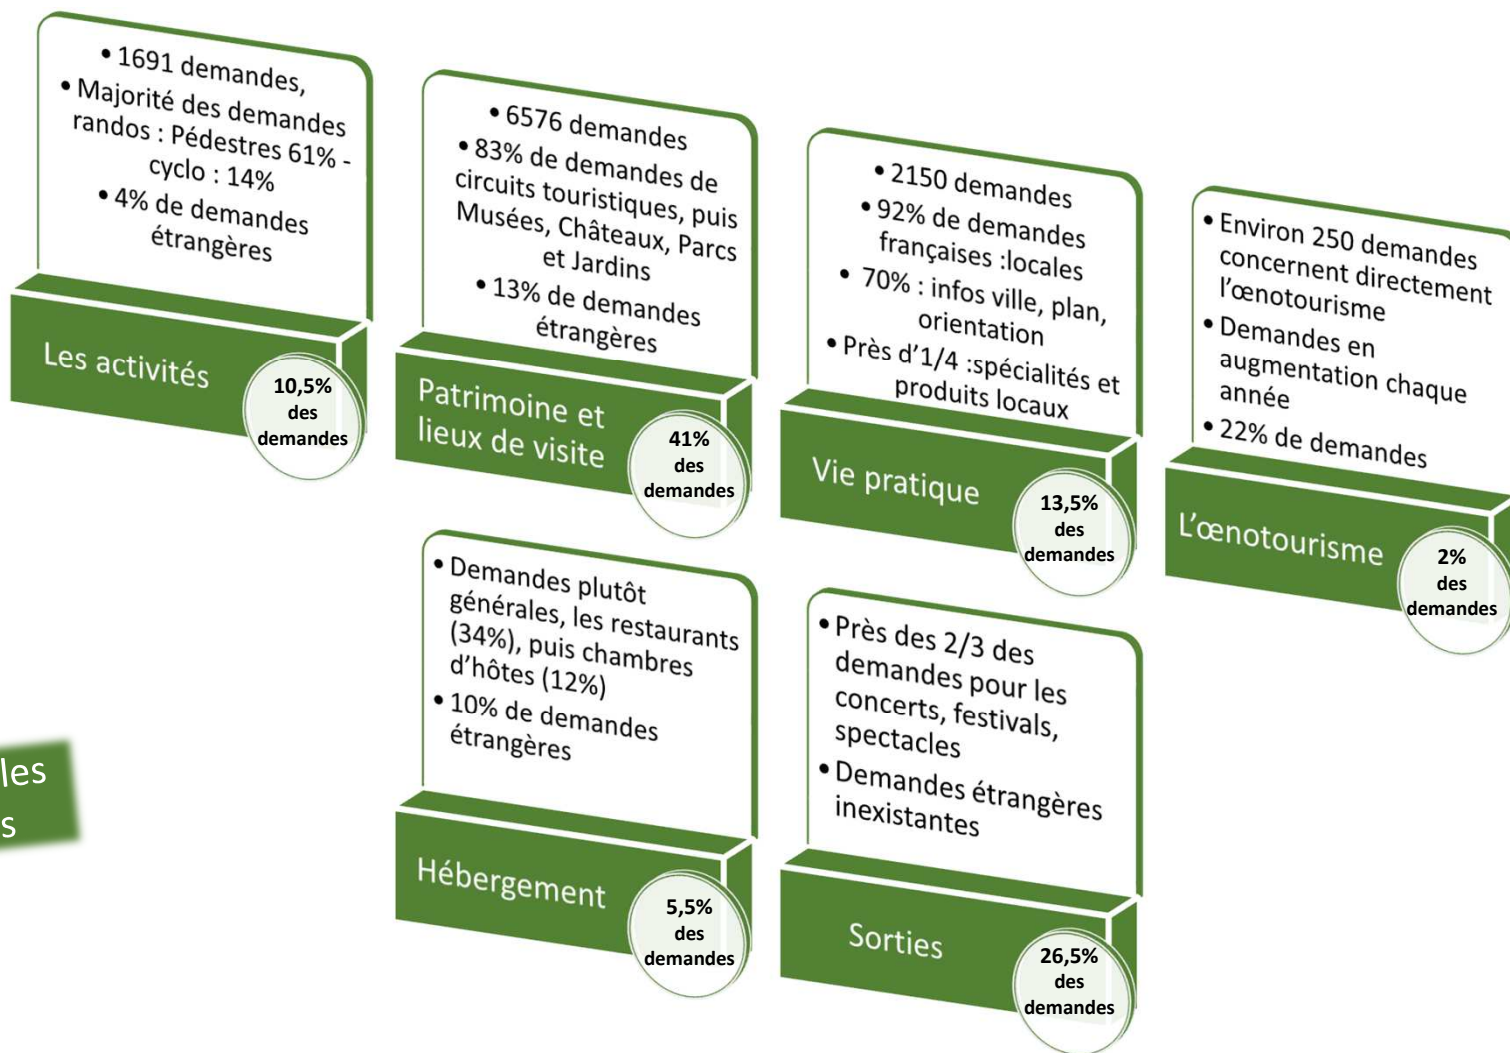 • 1691 demandes,
• Majorité des demandes
randos : Pédestres 61% -
cyclo : 14%
• 4% de demandes
étrangères
Les activités
10,5%
des
demandes
• 6576 demandes
• 83% de demandes de
circuits touristiques, puis
Musées, Châteaux, Parcs
et Jardins
• 13% de demandes
étrangères
Patrimoine et
lieux de visite
41%
des
demandes
• 2150 demandes
• 92% de demandes
françaises :locales
• 70% : infos ville, plan,
orientation
• Près d’1/4 :spécialités et
produits locaux
Vie pratique
13,5%
des
demandes
• Environ 250 demandes
concernent directement
l’œnotourisme
• Demandes en
augmentation chaque
année
• 22% de demandes
L’œnotourisme
2%
des
demandes
• Demandes plutôt
générales, les restaurants
(34%), puis chambres
d’hôtes (12%)
• 10% de demandes
étrangères
Hébergement
5,5%
des
demandes
• Près des 2/3 des
demandes pour les
concerts, festivals,
spectacles
• Demandes étrangères
inexistantes
Sorties
26,5%
des
demandes
les
s